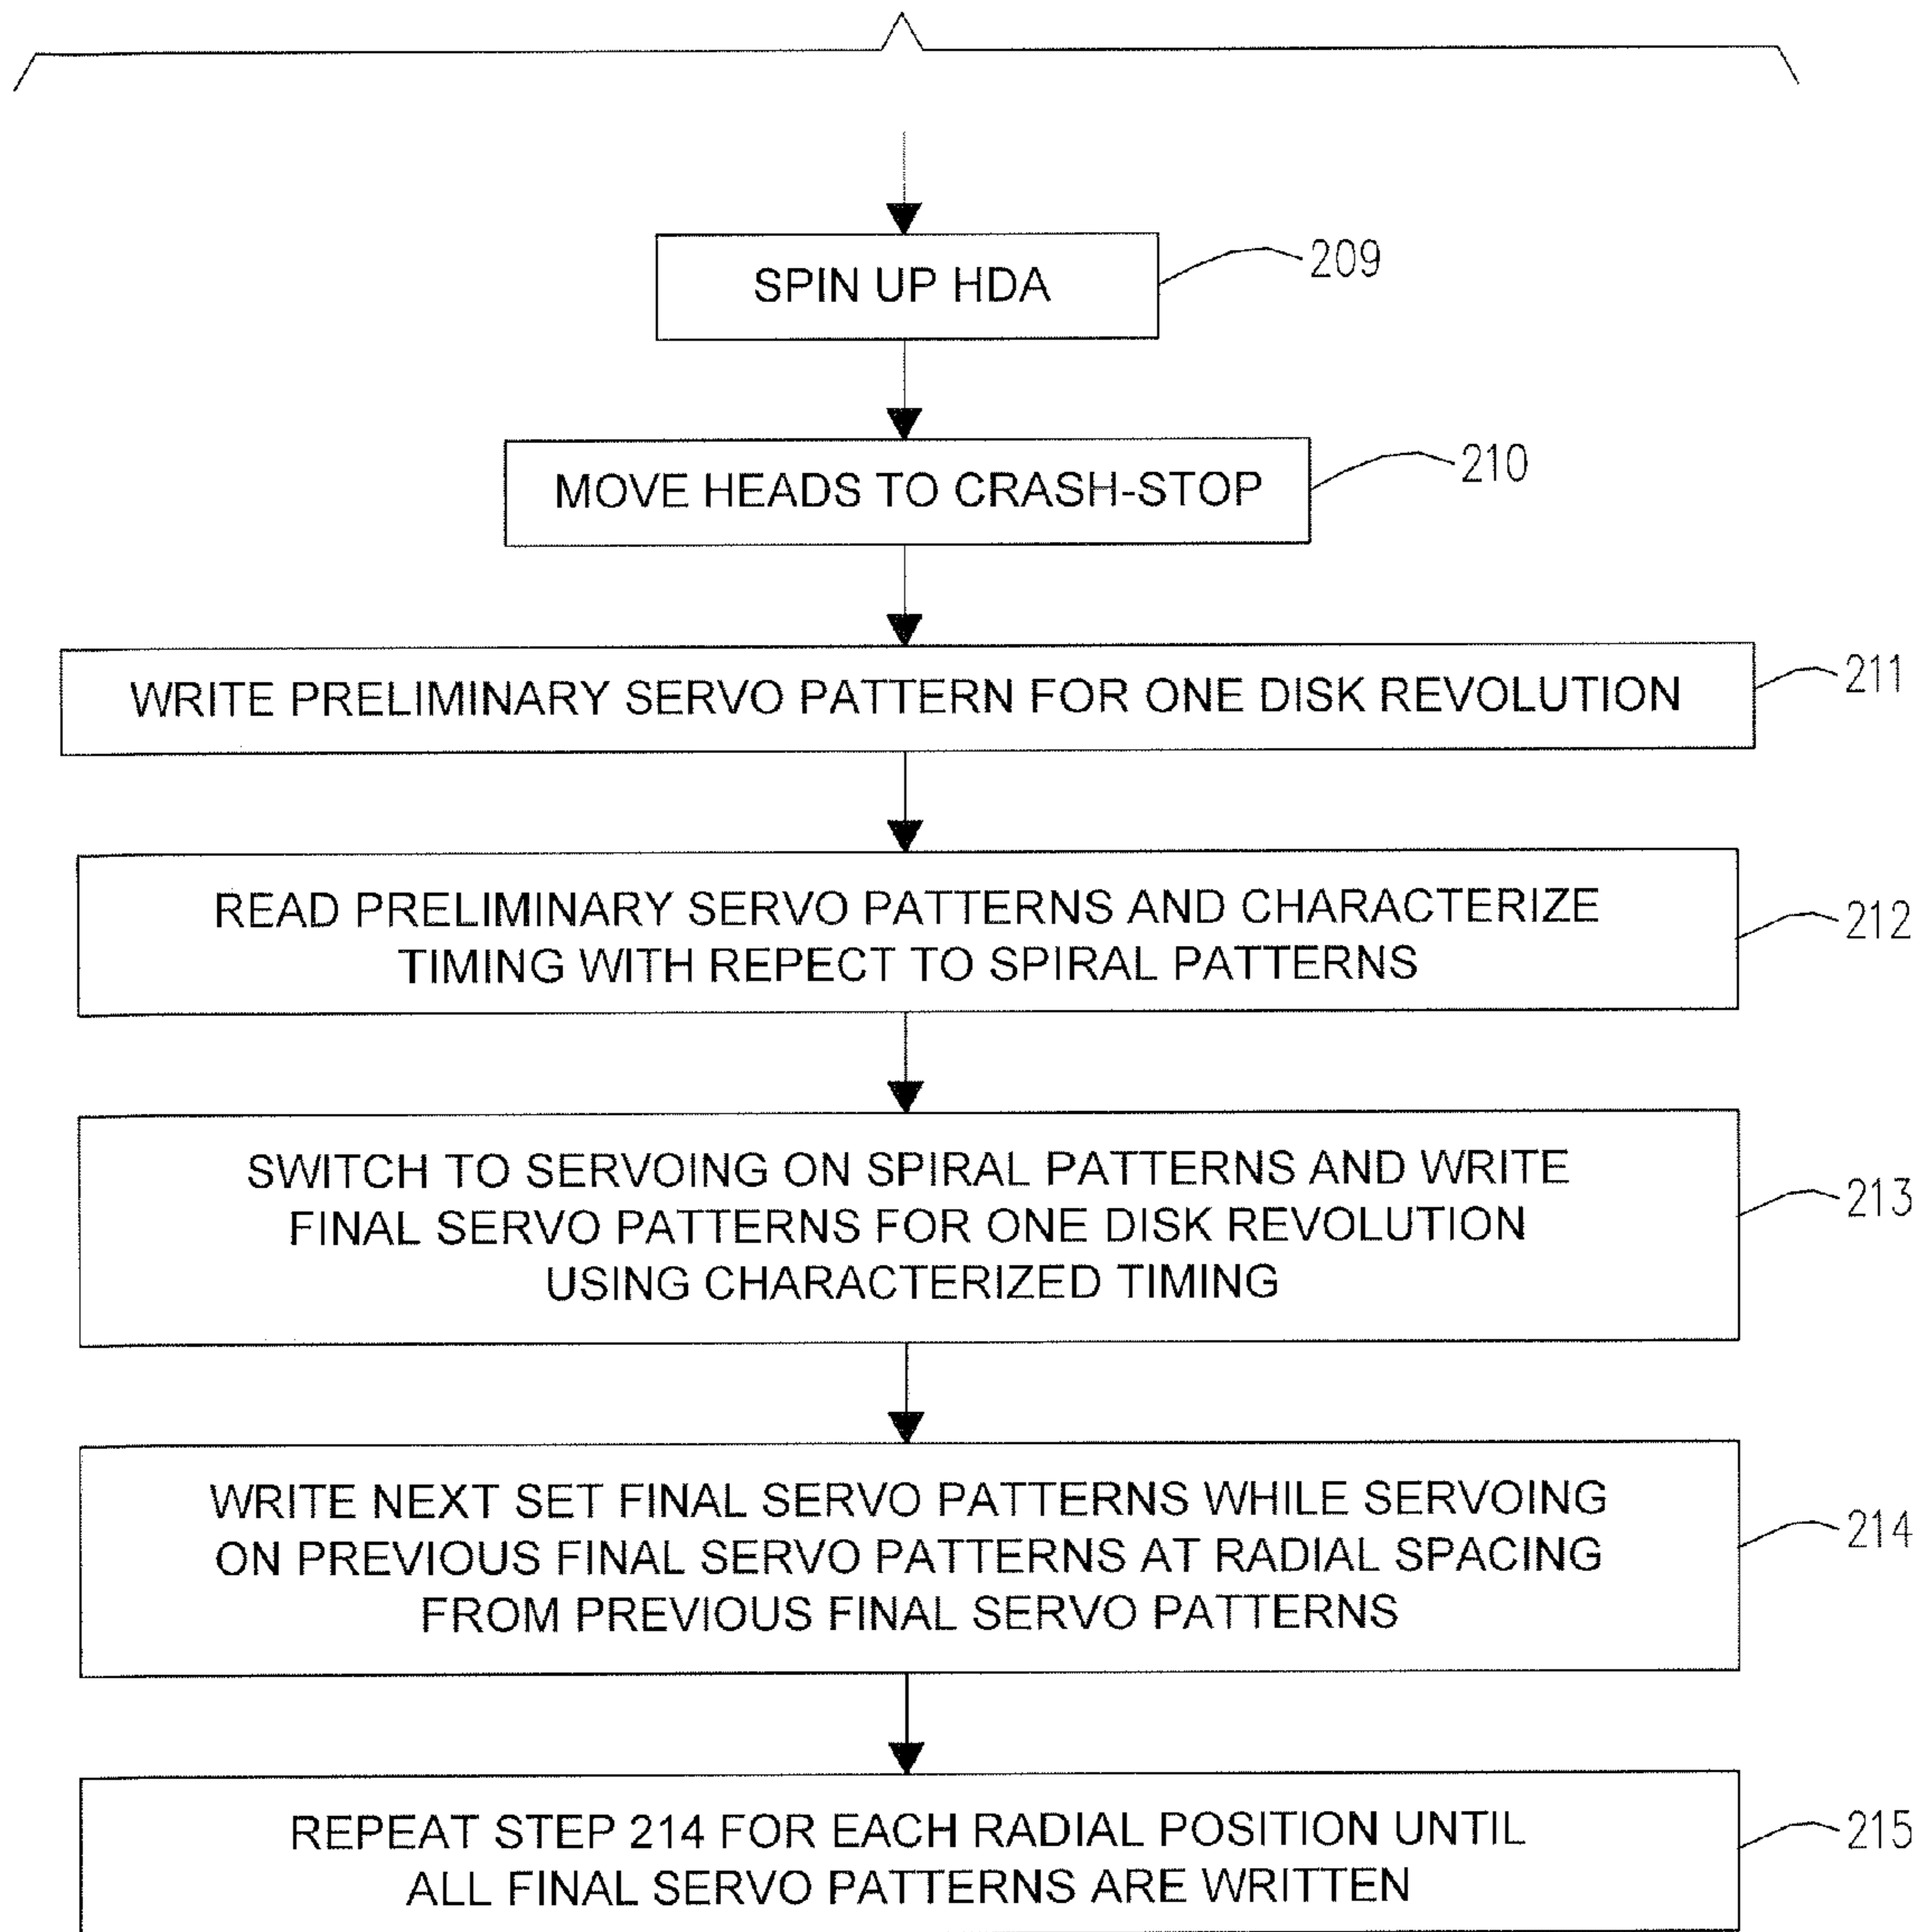 SPIN UP HDA
209
MOVE HEADS TO CRASH-STOP
210
WRITE PRELIMINARY SERVO PATTERN FOR ONE DISK REVOLUTION
211
READ PRELIMINARY SERVO PATTERNS AND CHARACTERIZE
TIMING WITH REPECT TO SPIRAL PATTERNS
212
SWITCH TO SERVOING ON SPIRAL PATTERNS AND WRITE
FINAL SERVO PATTERNS FOR ONE DISK REVOLUTION
USING CHARACTERIZED TIMING
213
WRITE NEXT SET FINAL SERVO PATTERNS WHILE SERVOING
ON PREVIOUS FINAL SERVO PATTERNS AT RADIAL SPACING
FROM PREVIOUS FINAL SERVO PATTERNS
214
REPEAT STEP 214 FOR EACH RADIAL POSITION UNTIL
ALL FINAL SERVO PATTERNS ARE WRITTEN
215